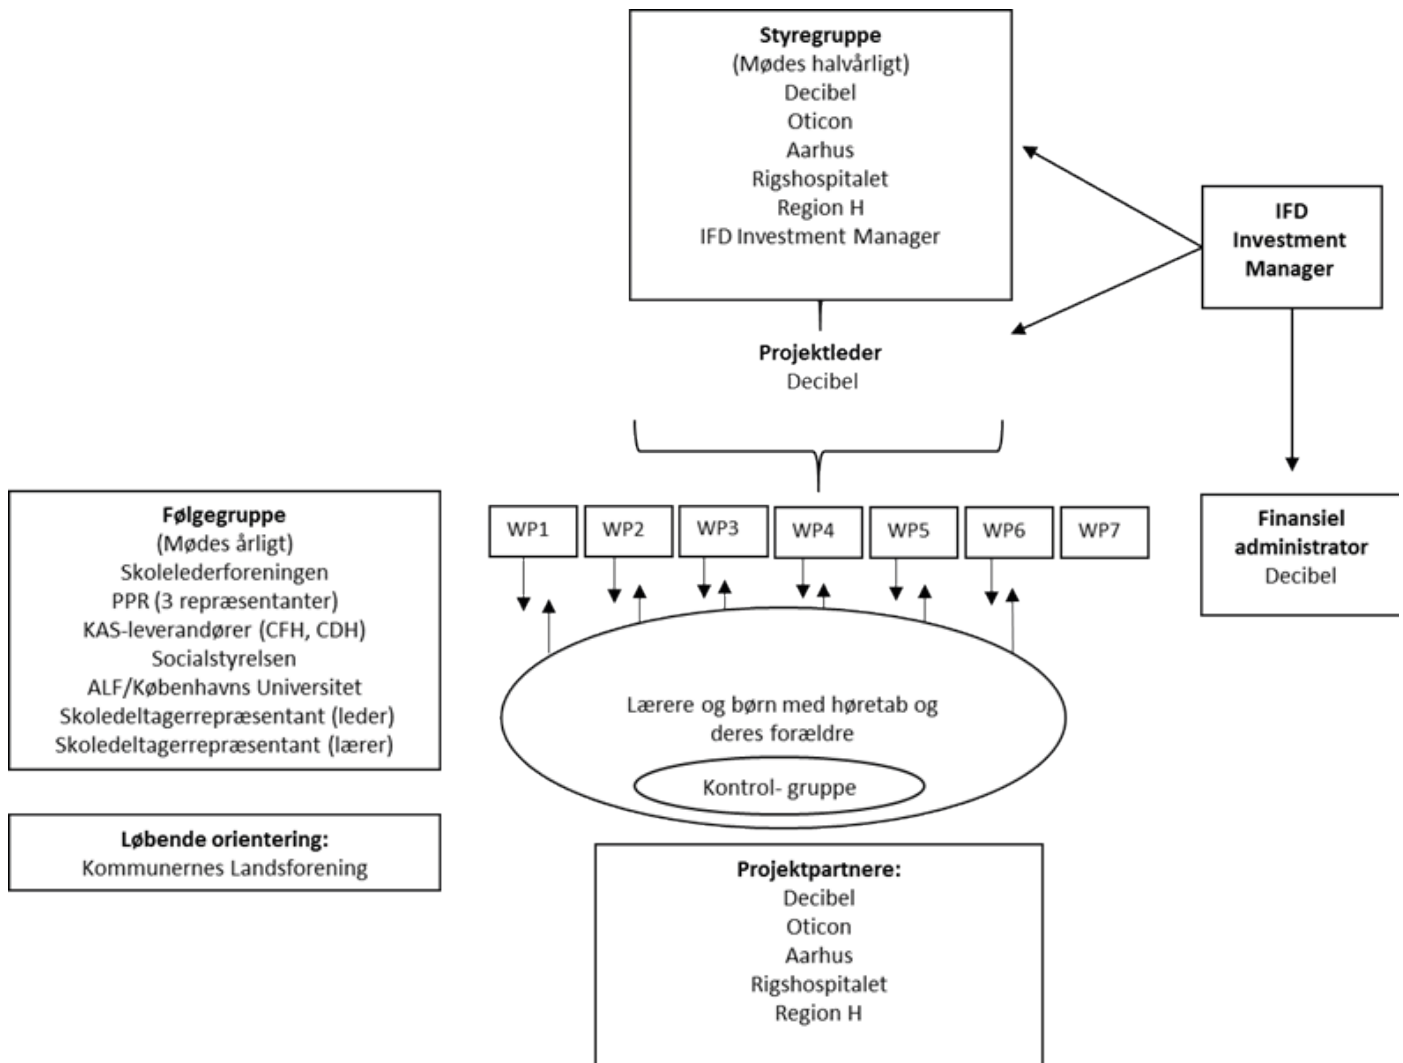 Styregruppe
(Mødes halvårligt)
Decibel
Oticon
Aarhus
Rigshospitalet
Region H
IFD Investment Manager
IFD
Investment
Manager
Projektleder
Decibel
Følgegruppe
(Mødes årligt)
Skolelederforeningen
PPR (3 repræsentanter)
KAS-leverandører (CFH, CDH)
Socialstyrelsen
ALF/Københavns Universitet
Skoledeltagerrepræsentant (leder)
Skoledeltagerrepræsentant (lærer)
WP1
WP2
WP3
WP4
WP5
WP6
WP7
Finansiel
administrator
Decibel
Lærere og børn med høretab og
deres forældre
Kontrol- gruppe
Løbende orientering:
Kommunernes Landsforening
Projektpartnere:
Decibel
Oticon
Aarhus
Rigshospitalet
Region H